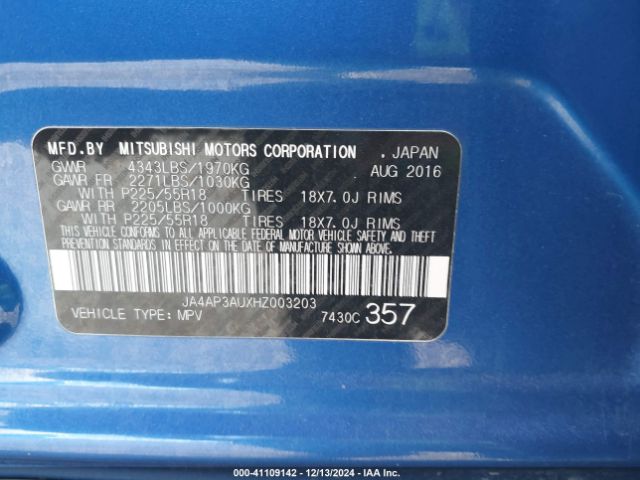 MFD.BY MITSUBISHI MOTORS CORPORATION , JAPAN
GVWR 4343LBS/1970KG AUG 2016
GAWR FR 2271LBS/1030KG
WITH P225/55R18 TIRES 18X7.0J RIMS
GAWR RR 2205LBS/1000KG
WITH P225/55R18 TIRES 18X7.0J RIMS
THIS VEHICLE CONFORMS TO ALL APPLICABLE FEDERAL MOTOR VEHICLE SAFETY AND THEFT
PREVENTION STANDARDS IN EFFECT ON THE DATE OF MANUFACTURE SHOWN ABOVE.
JA4AP3AUXHZ003203
VEHICLE TYPE: MPV 7430C 357
000-41109142 - 12/13/2024 - IAAI.com